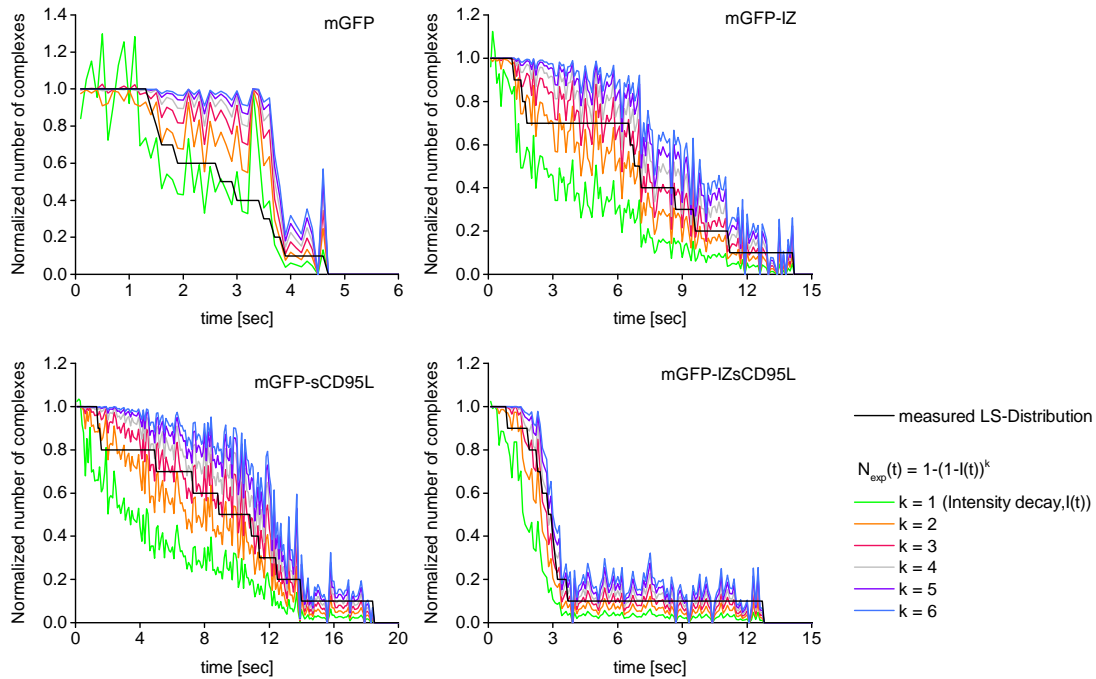 mGFP
Normalized number of complexes
1.4
1.2
1.0
0.8
0.6
0.4
0.2
0.0
0 1 2 3 4 6
time [sec]
mGFP-IZ
Normalized number of complexes
1.2
1.0
0.8
0.6
0.4
0.2
0.0
0 3 6 9 12 15
time [sec]
mGFP-sCD95L
Normalized number of complexes
1.2
1.0
0.8
0.6
0.4
0.2
0.0
0 4 8 12 16 20
time [sec]
mGFP-IZsCD95L
Normalized number of complexes
1.2
1.0
0.8
0.6
0.4
0.2
0.0
0 3 6 9 12 15
time [sec]
measured LS-Distribution
N_exp(t) = 1-(1-I(t))^k
k = 1 (Intensity decay,I(t))
k = 2
k = 3
k = 4
k = 5
k = 6